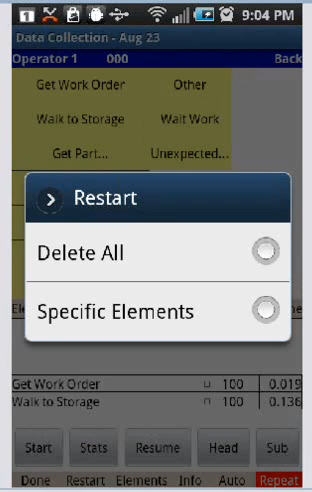 9:04 PM
Data Collection - Aug 23
Operator 1 000 Back
Get Work Order Other
Walk to Storage Wait Work
Get Part... Unexpected...
Restart
Delete All
Specific Elements
Get Work Order 100 0.019
Walk to Storage 100 0.136
Start Stats Resume Head Sub
Done Restart Elements Info Auto Repeat